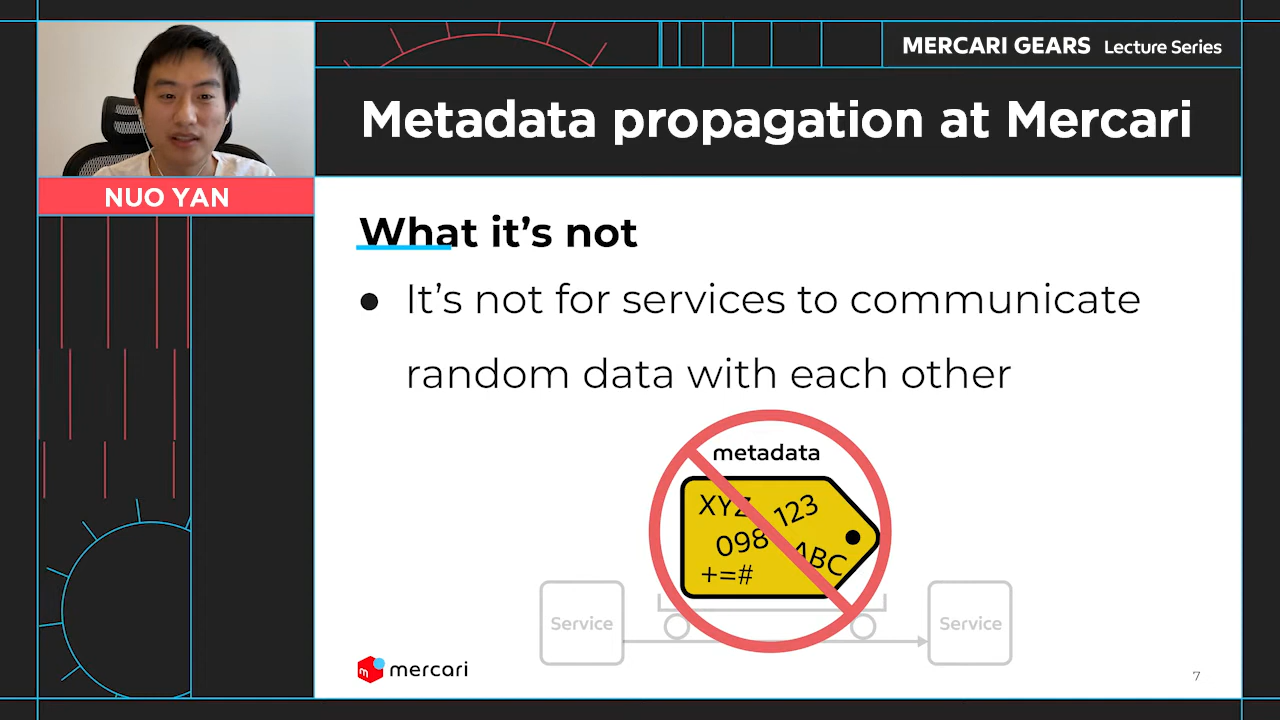 MERCARI GEARS Lecture Series
Metadata propagation at Mercari
NUO YAN
What it's not
● It's not for services to communicate
random data with each other
metadata
XYZ 123
098 ABC
+=#
Service
Service
mercari
7